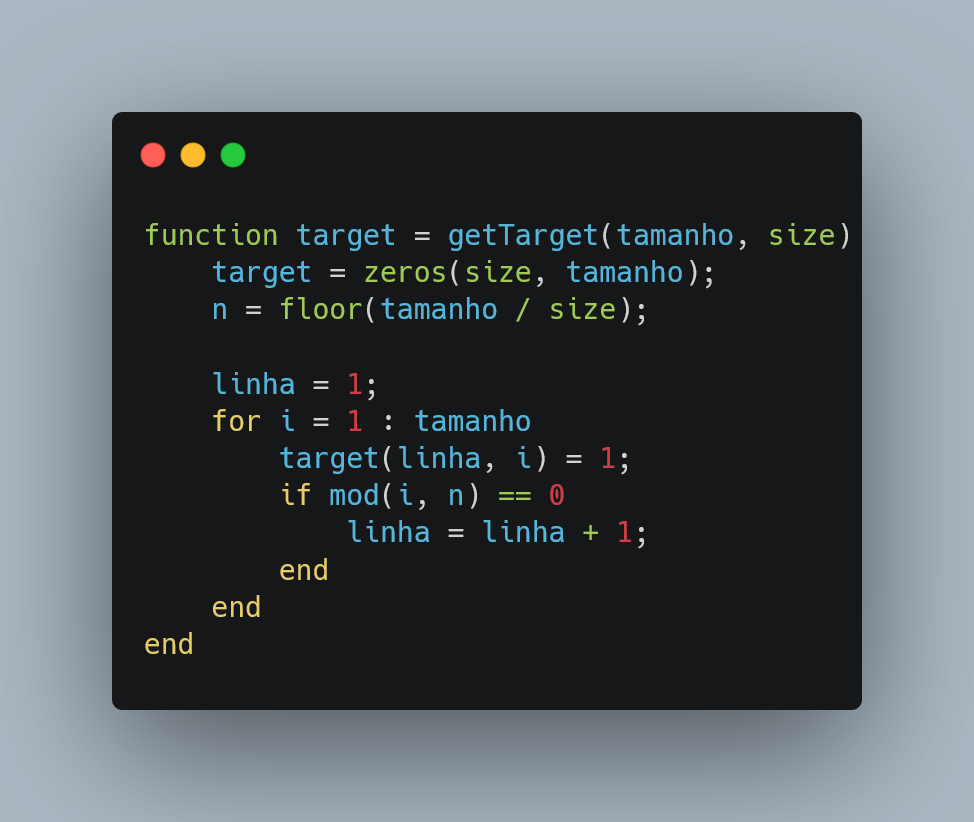 function target = getTarget(tamanho, size)
    target = zeros(size, tamanho);
    n = floor(tamanho / size);

    linha = 1;
    for i = 1 : tamanho
        target(linha, i) = 1;
        if mod(i, n) == 0
            linha = linha + 1;
        end
    end
end